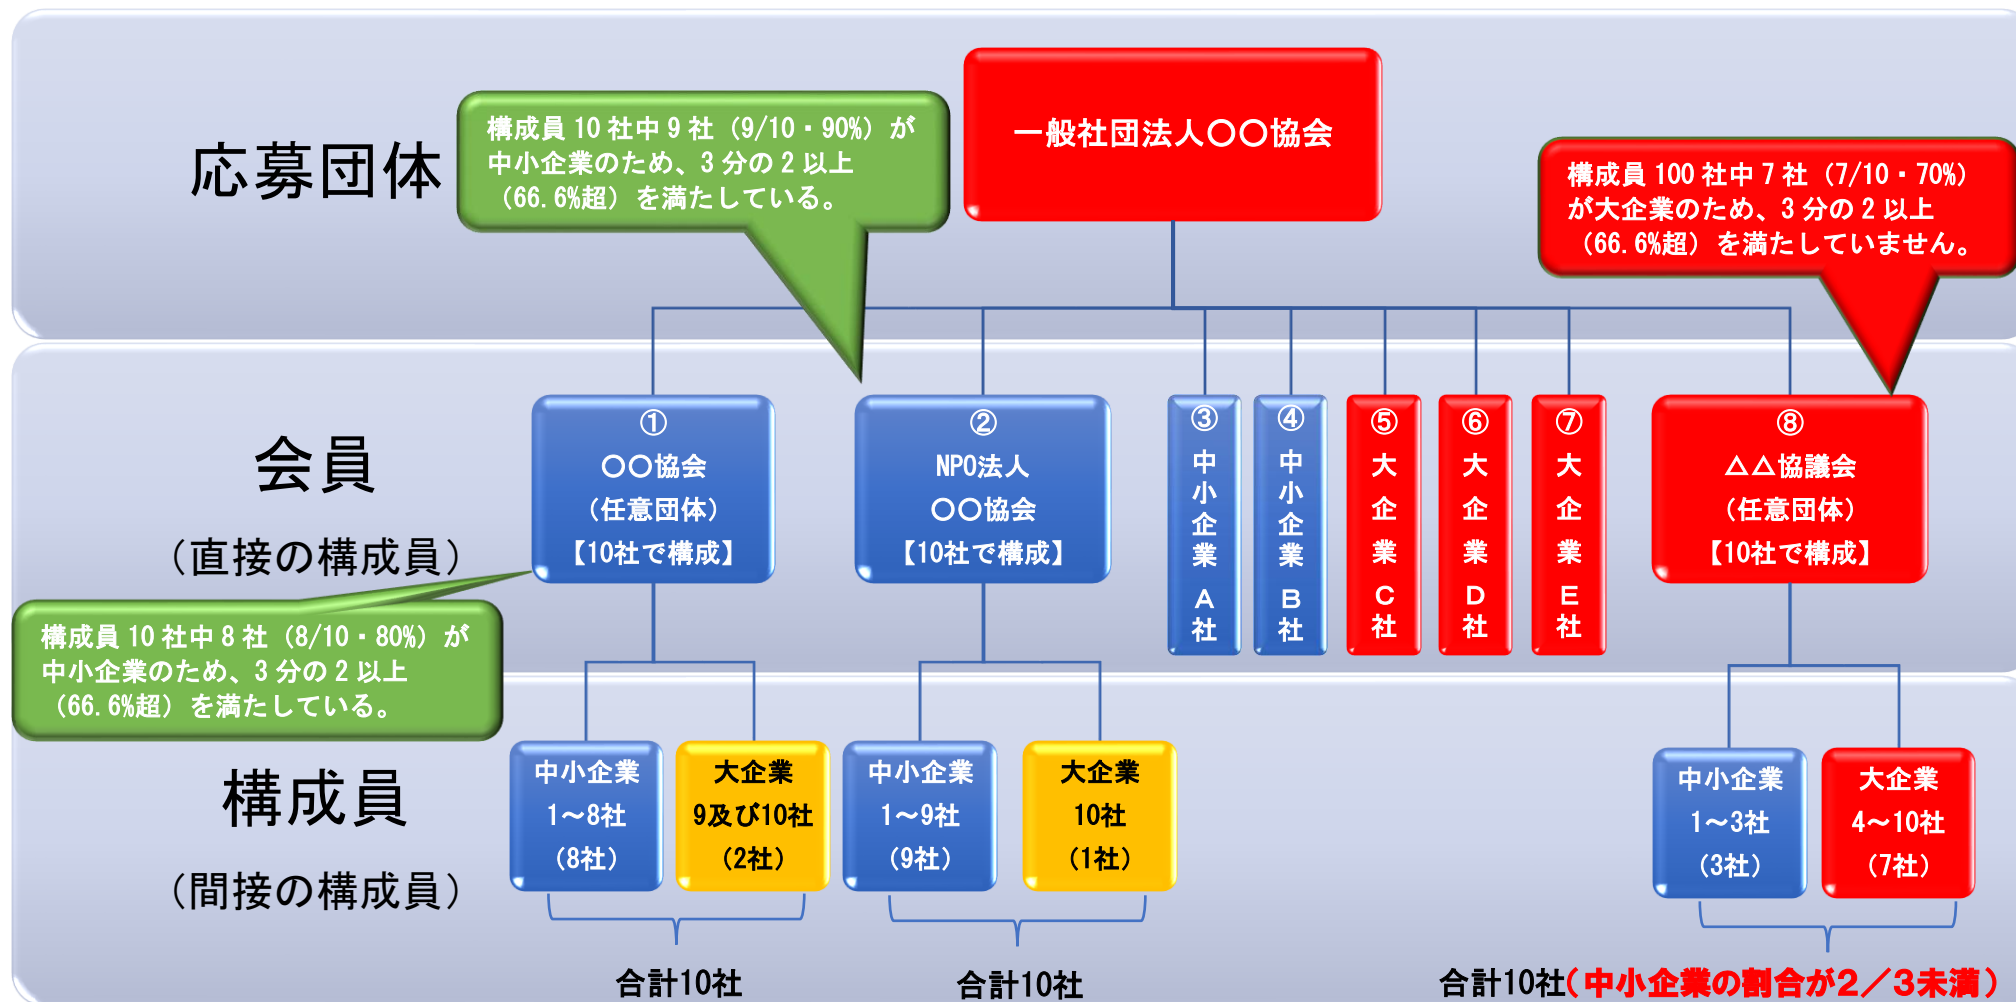 応募団体
構成員 10 社中 9 社（9/10・90%）が
中小企業のため、3 分の 2 以上
（66.6%超）を満たしている。
一般社団法人〇〇協会
構成員 100 社中 7 社（7/10・70%）
が大企業のため、3 分の 2 以上
（66.6%超）を満たしていません。
会員
（直接の構成員）
①
〇〇協会
（任意団体）
【10社で構成】
②
NPO法人
〇〇協会
【10社で構成】
③中小企業A社
④中小企業B社
⑤大企業C社
⑥大企業D社
⑦大企業E社
⑧
△△協議会
（任意団体）
【10社で構成】
構成員 10 社中 8 社（8/10・80%）が
中小企業のため、3 分の 2 以上
（66.6%超）を満たしている。
構成員
（間接の構成員）
中小企業
1～8社
（8社）
大企業
9及び10社
（2社）
中小企業
1～9社
（9社）
大企業
10社
（1社）
中小企業
1～3社
（3社）
大企業
4～10社
（7社）
合計10社
合計10社
合計10社（中小企業の割合が２／３未満）